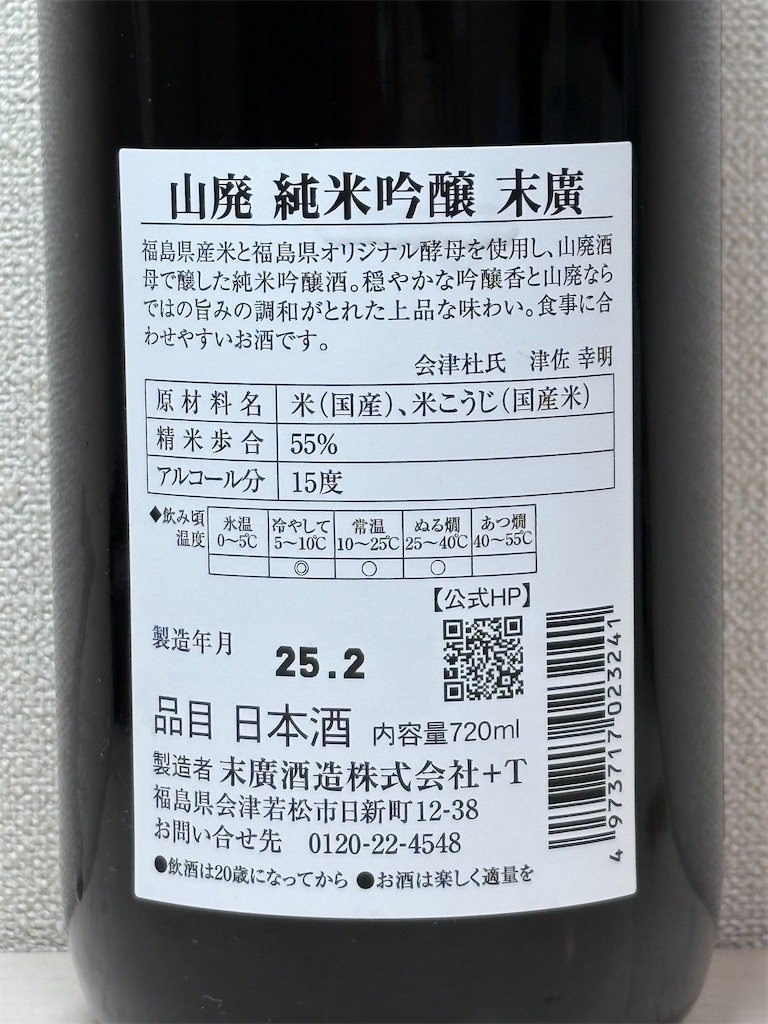 山廃 純米吟醸 末廣
福島県産米と福島県オリジナル酵母を使用し、山廃酒
母で醸した純米吟醸酒。穏やかな吟醸香と山廃なら
ではの旨みの調和がとれた上品な味わい。食事に合
わせやすいお酒です。
会津杜氏 津佐 幸明
原材料名 米(国産)、米こうじ(国産米)
精米歩合 55%
アルコール分 15度
◆飲み頃温度
氷温 冷やして 常温 ぬる燗 あつ燗
0〜5℃ 5〜10℃ 10〜25℃ 25〜40℃ 40〜55℃
◎ ○ ○
【公式HP】
製造年月 25.2
品目 日本酒 内容量720ml
製造者 末廣酒造株式会社+T
福島県会津若松市日新町12-38
お問い合せ先 0120-22-4548
●飲酒は20歳になってから ●お酒は楽しく適量を
4973717023241